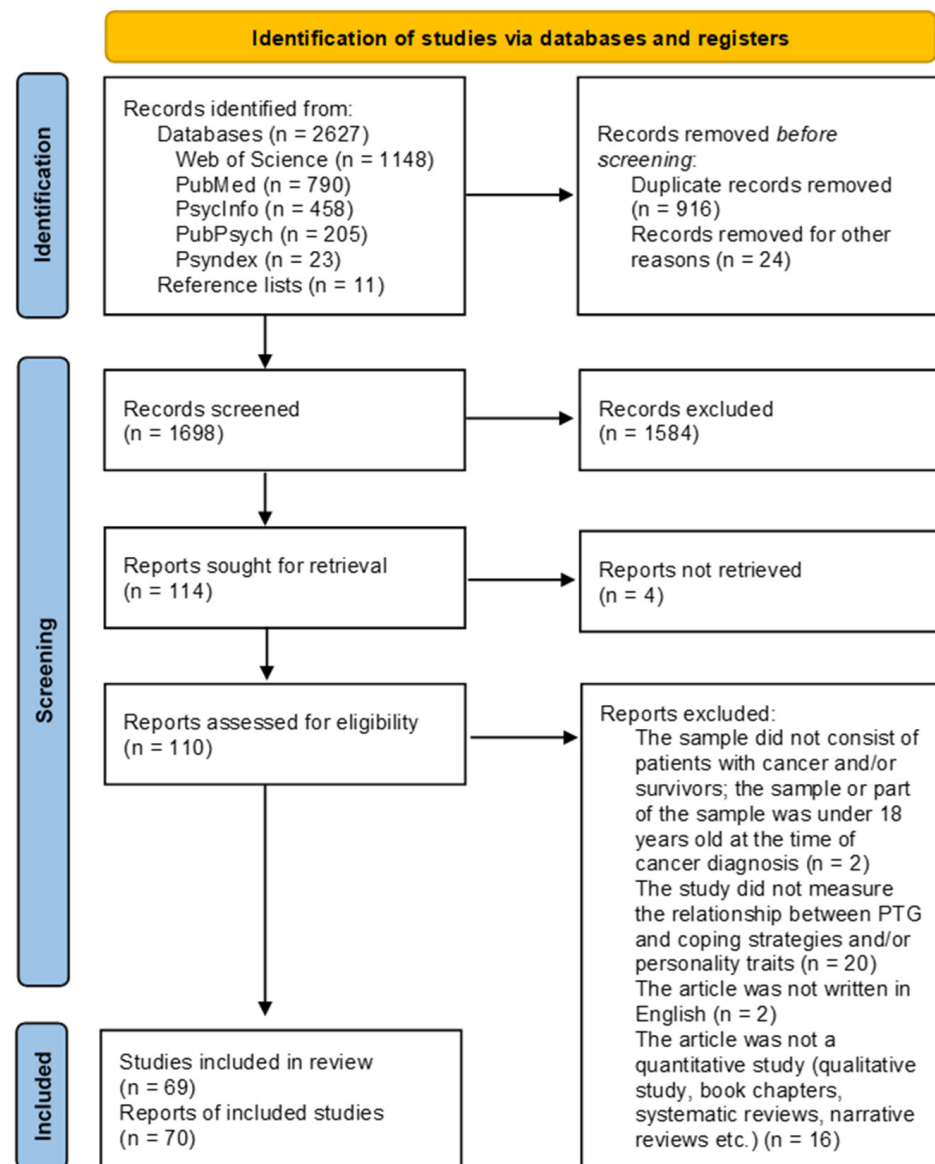 Identification of studies via databases and registers
Identification
Records identified from:
Databases (n = 2627)
Web of Science (n = 1148)
PubMed (n = 790)
PsycInfo (n = 458)
PubPsych (n = 205)
Psyndex (n = 23)
Reference lists (n = 11)
Records removed before
screening:
Duplicate records removed
(n = 916)
Records removed for other
reasons (n = 24)
Screening
Records screened
(n = 1698)
Records excluded
(n = 1584)
Reports sought for retrieval
(n = 114)
Reports not retrieved
(n = 4)
Reports assessed for eligibility
(n = 110)
Reports excluded:
The sample did not consist of
patients with cancer and/or
survivors; the sample or part
of the sample was under 18
years old at the time of
cancer diagnosis (n = 2)
The study did not measure
the relationship between PTG
and coping strategies and/or
personality traits (n = 20)
The article was not written in
English (n = 2)
The article was not a
quantitative study (qualitative
study, book chapters,
systematic reviews, narrative
reviews etc.) (n = 16)
Included
Studies included in review
(n = 69)
Reports of included studies
(n = 70)